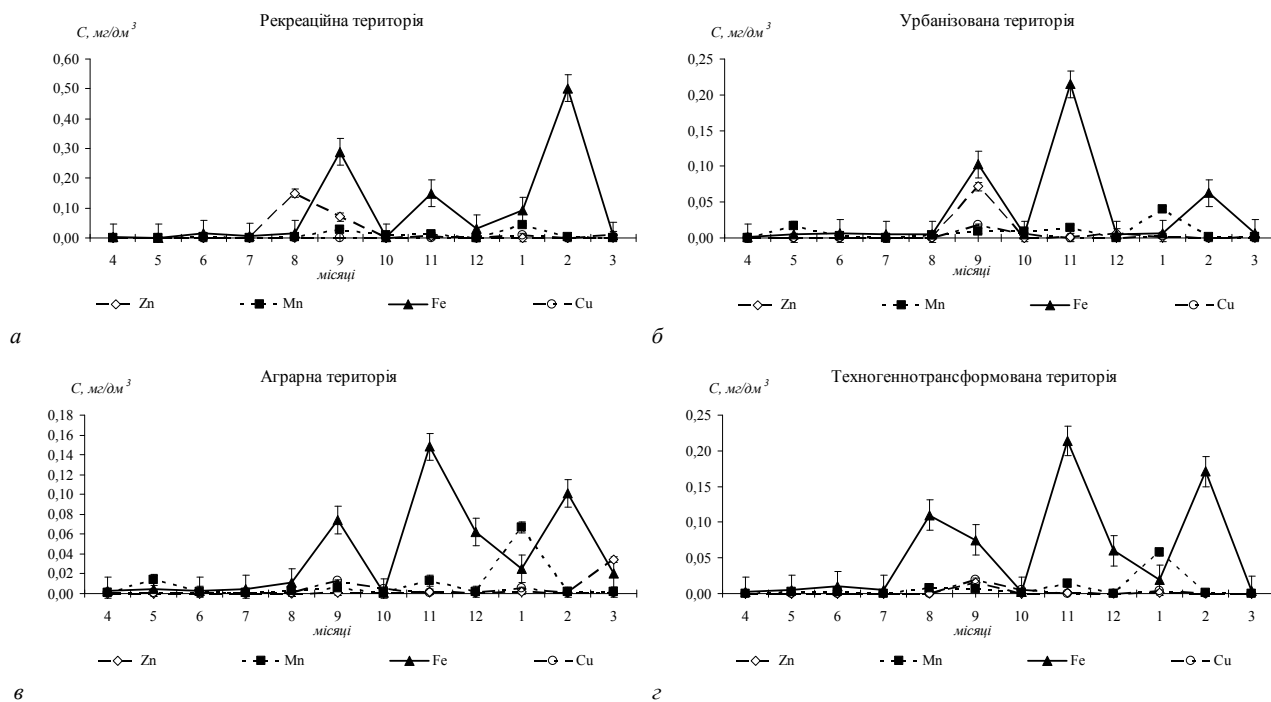 Рекреаційна територія
С, мг/дм³
0,60
0,50
0,40
0,30
0,20
0,10
0,00
4 5 6 7 8 9 10 11 12 1 2 3
місяці
Zn Mn Fe Cu
а
Урбанізована територія
С, мг/дм³
0,25
0,20
0,15
0,10
0,05
0,00
4 5 6 7 8 9 10 11 12 1 2 3
місяці
Zn Mn Fe Cu
б
Аграрна територія
С, мг/дм³
0,18
0,16
0,14
0,12
0,10
0,08
0,06
0,04
0,02
0,00
4 5 6 7 8 9 10 11 12 1 2 3
місяці
Zn Mn Fe Cu
в
Техногеннотрансформована територія
С, мг/дм³
0,25
0,20
0,15
0,10
0,05
0,00
4 5 6 7 8 9 10 11 12 1 2 3
місяці
Zn Mn Fe Cu
г